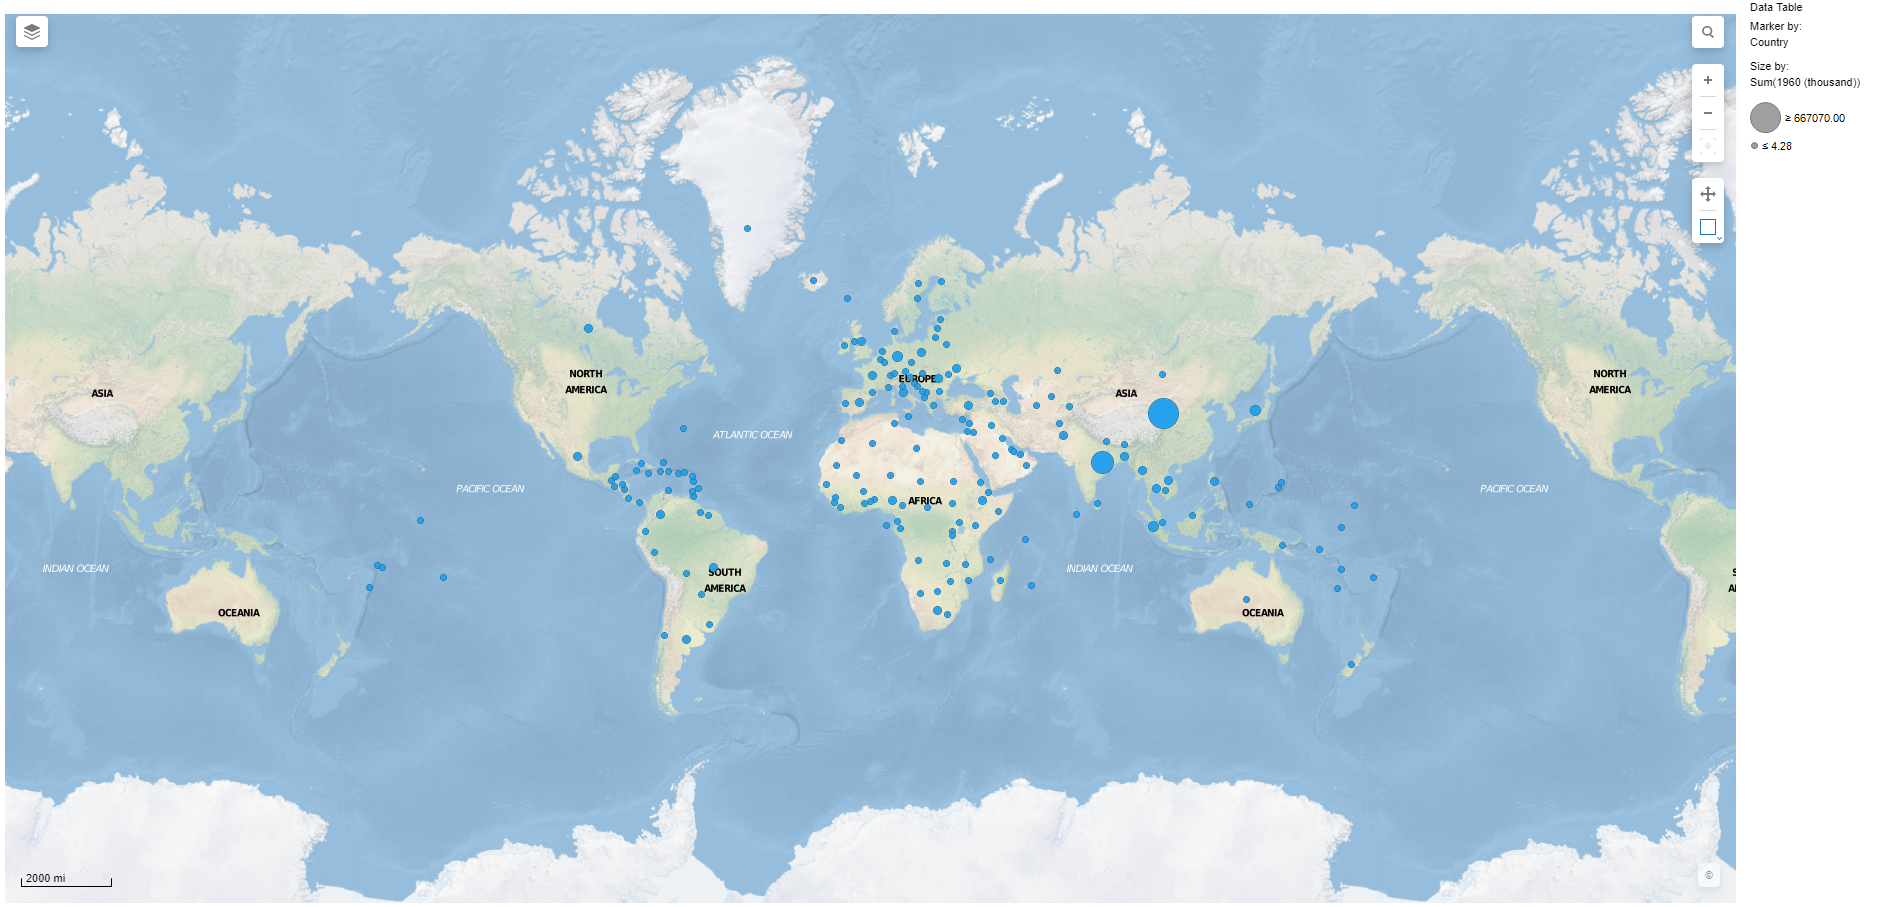 Data Table
Marker by:
Country
Size by:
Sum(1960 (thousand))
≥ 667070.00
≤ 4.28
NORTH
AMERICA
NORTH
AMERICA
ASIA
EUROPE
ASIA
ATLANTIC OCEAN
PACIFIC OCEAN
AFRICA
PACIFIC OCEAN
INDIAN OCEAN
SOUTH
AMERICA
INDIAN OCEAN
S
A
OCEANIA
OCEANIA
2000 mi
©